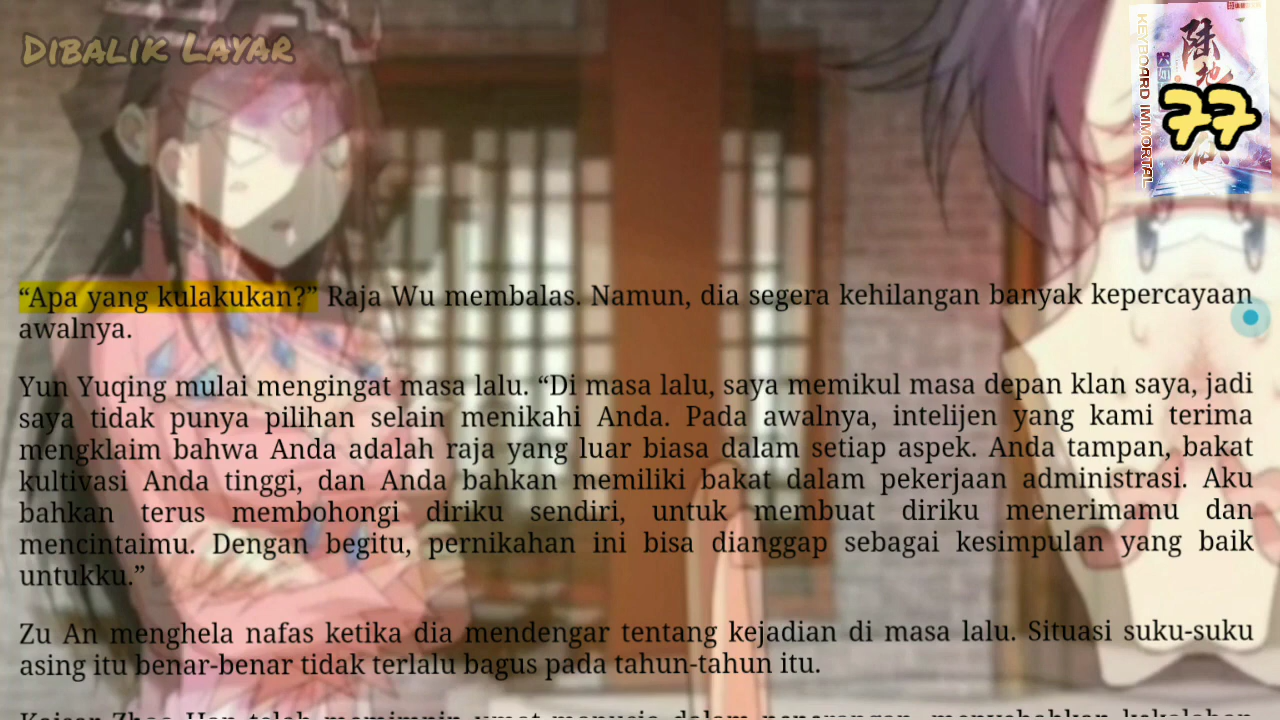 Dibalik Layar
KEYBOARD IMMORTAL
77
“Apa yang kulakukan?” Raja Wu membalas. Namun, dia segera kehilangan banyak kepercayaan
awalnya.
Yun Yuqing mulai mengingat masa lalu. “Di masa lalu, saya memikul masa depan klan saya, jadi
saya tidak punya pilihan selain menikahi Anda. Pada awalnya, intelijen yang kami terima
mengklaim bahwa Anda adalah raja yang luar biasa dalam setiap aspek. Anda tampan, bakat
kultivasi Anda tinggi, dan Anda bahkan memiliki bakat dalam pekerjaan administrasi. Aku
bahkan terus membohongi diriku sendiri, untuk membuat diriku menerimamu dan
mencintaimu. Dengan begitu, pernikahan ini bisa dianggap sebagai kesimpulan yang baik
untukku.”
Zu An menghela nafas ketika dia mendengar tentang kejadian di masa lalu. Situasi suku-suku
asing itu benar-benar tidak terlalu bagus pada tahun-tahun itu.